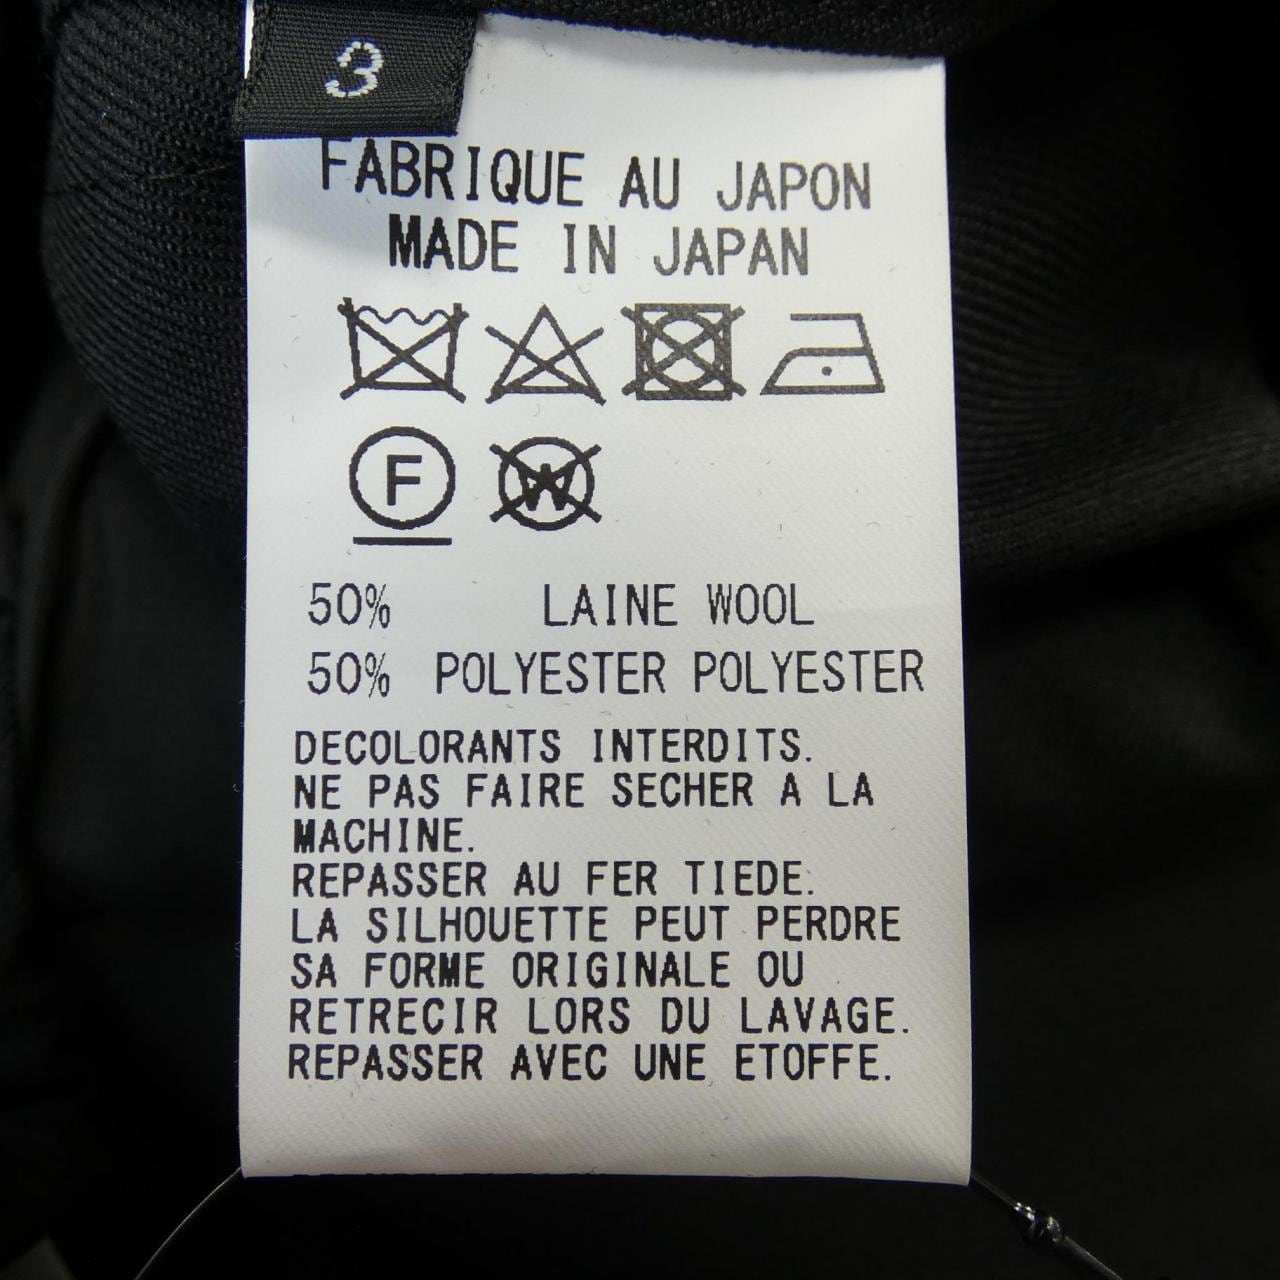 3
FABRIQUE AU JAPON
MADE IN JAPAN
F W
50% LAINE WOOL
50% POLYESTER POLYESTER
DECOLORANTS INTERDITS.
NE PAS FAIRE SECHER A LA
MACHINE.
REPASSER AU FER TIEDE.
LA SILHOUETTE PEUT PERDRE
SA FORME ORIGINALE OU
RETRECIR LORS DU LAVAGE.
REPASSER AVEC UNE ETOFFE.